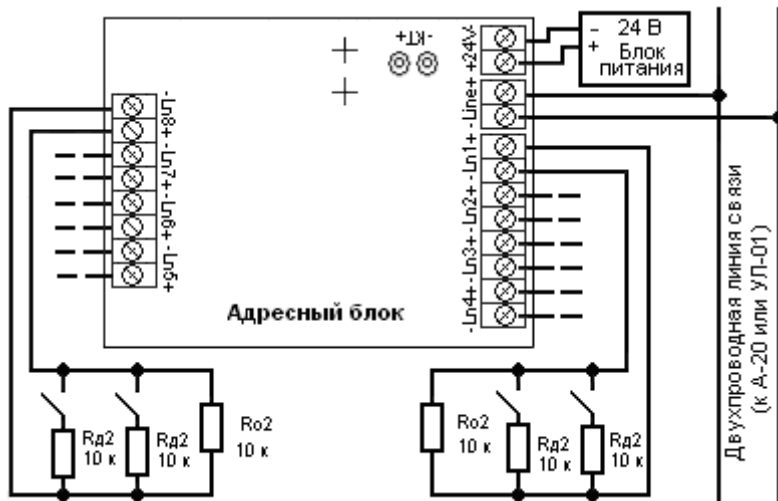 -КТ+
+24V-
- 24 В
+ Блок
питания
- Line+
-Ln8+
- Ln7+
- Ln6+
- Ln5+
- Ln1+
- Ln2+
- Ln3+
-Ln4+
Адресный блок
Двухпроводная линия связи
(к А-20 или УЛ-01)
Rд2
10 к
Rд2
10 к
Ro2
10 к
Ro2
10 к
Rд2
10 к
Rд2
10 к